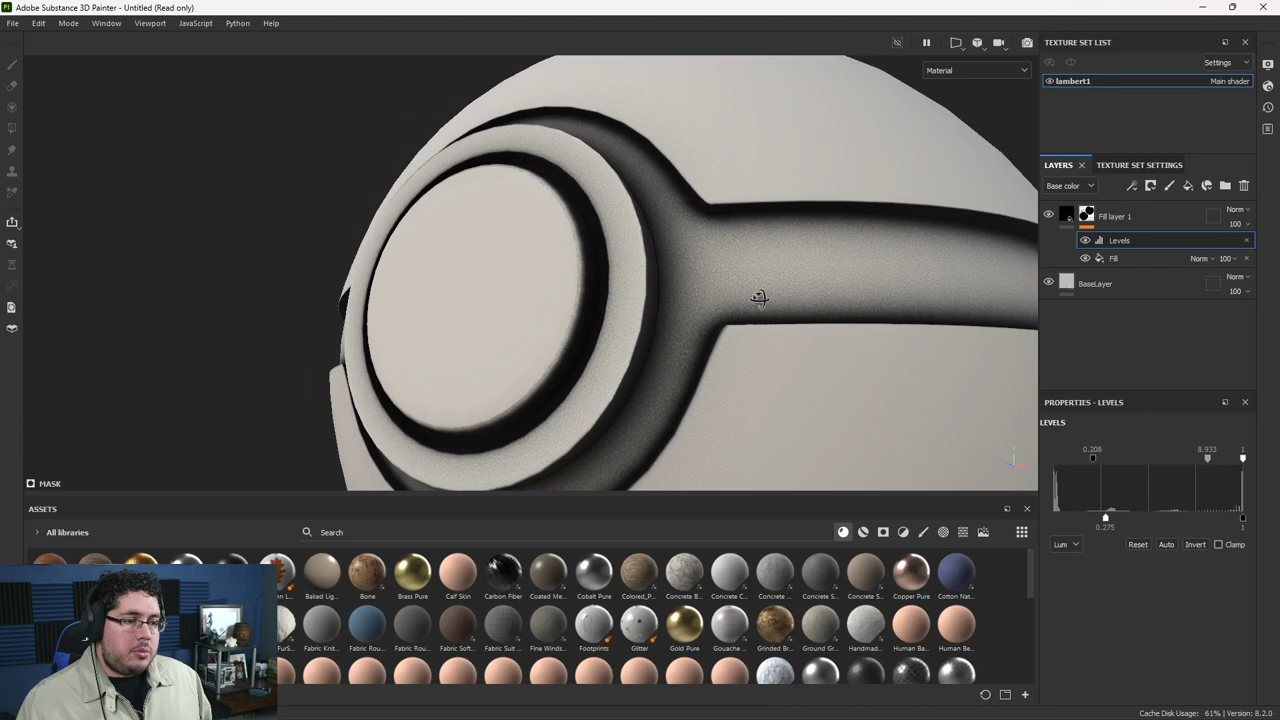 Pt Adobe Substance 3D Painter - Untitled (Read only)
File Edit Mode Window Viewport JavaScript Python Help
Material
TEXTURE SET LIST
Settings
lambert1 Main shader
LAYERS TEXTURE SET SETTINGS
Base color
Fill layer 1 Norm
100
Levels
Fill Norm 100
BaseLayer Norm
100
PROPERTIES - LEVELS
LEVELS
0.208 8.933 1
0.275 1
Lum Reset Auto Invert Clamp
MASK
ASSETS
All libraries Search
Baked Lig... Bone Brass Pure Calf Skin Carbon Fiber Coated Me... Cobalt Pure Colored_P... Concrete B... Concrete C... Concrete ... Concrete S... Concrete S... Copper Pure Cotton Nat...
Fabric Knit... Fabric Rou... Fabric Rou... Fabric Soft... Fabric Suit ... Fine Winds... Footprints Glitter Gold Pure Gouache ... Grinded Br... Ground Gr... Handmad... Human Ba... Human Be...
Cache Disk Usage: 61% | Version: 8.2.0